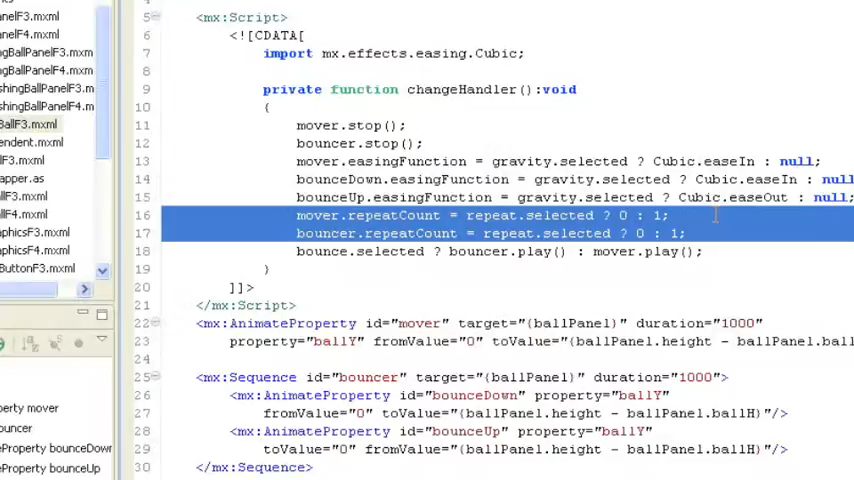 anelF3.mxml
anelF4.mxml
ngBallPanelF3.mxm
ngBallPanelF4.mxm
shingBallPanelF3.m
shingBallPanelF4.m
BallF3.mxml
endent.mxml
lF3.mxml
apper.as
allF3.mxml
allF4.mxml
aphicsF3.mxml
aphicsF4.mxml
ButtonF3.mxml
operty mover
ouncer
eProperty bounceDown
eProperty bounceUp
5 <mx:Script>
6 <![CDATA[
7 import mx.effects.easing.Cubic;
8
9 private function changeHandler():void
10 {
11 mover.stop();
12 bouncer.stop();
13 mover.easingFunction = gravity.selected ? Cubic.easeIn : null;
14 bounceDown.easingFunction = gravity.selected ? Cubic.easeIn : null
15 bounceUp.easingFunction = gravity.selected ? Cubic.easeOut : null;
16 mover.repeatCount = repeat.selected ? 0 : 1;
17 bouncer.repeatCount = repeat.selected ? 0 : 1;
18 bounce.selected ? bouncer.play() : mover.play();
19 }
20 ]]>
21 </mx:Script>
22 <mx:AnimateProperty id="mover" target="{ballPanel}" duration="1000"
23 property="ballY" fromValue="0" toValue="{ballPanel.height - ballPanel.ball
24
25 <mx:Sequence id="bouncer" target="{ballPanel}" duration="1000">
26 <mx:AnimateProperty id="bounceDown" property="ballY"
27 fromValue="0" toValue="{ballPanel.height - ballPanel.ballH}"/>
28 <mx:AnimateProperty id="bounceUp" property="ballY"
29 toValue="0" fromValue="{ballPanel.height - ballPanel.ballH}"/>
30 </mx:Sequence>